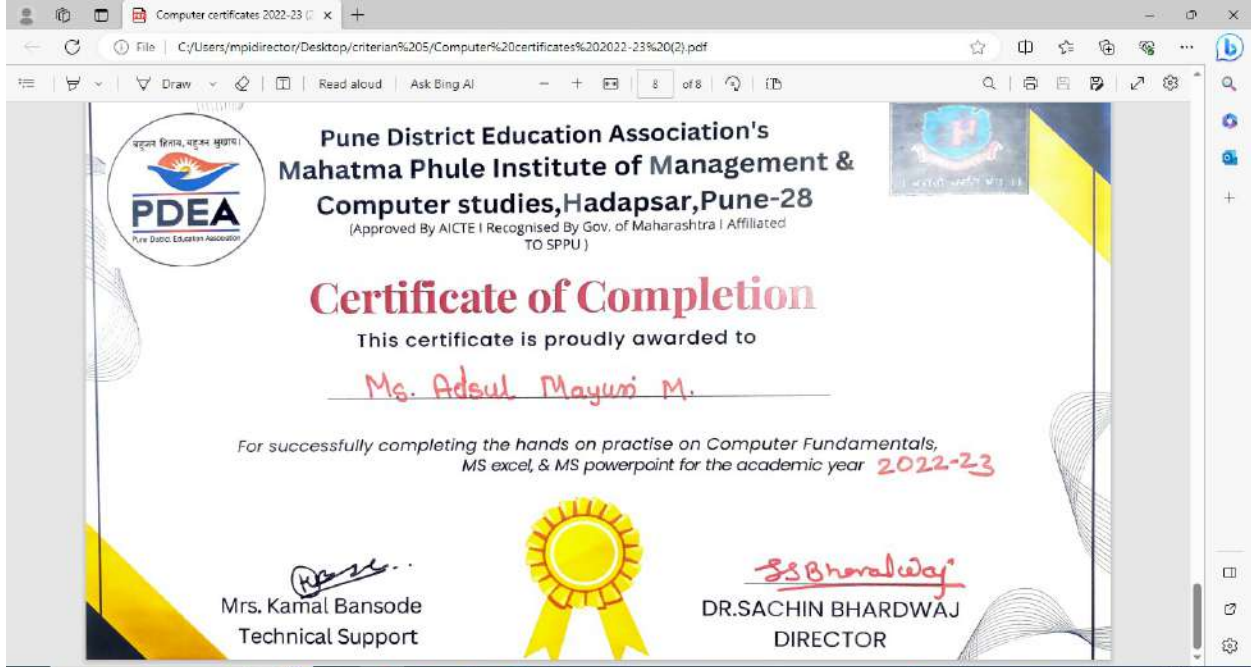 Computer certificates 2022-23 (2
File C:/Users/mpidirector/Desktop/criterian%205/Computer%20certificates%202022-23%20(2).pdf
Draw Read aloud Ask Bing AI 8 of 8
बहुजन हिताय, बहुजन सुखाय।
PDEA
Pune District Education Association
Pune District Education Association's
Mahatma Phule Institute of Management &
Computer studies,Hadapsar,Pune-28
(Approved By AICTE I Recognised By Gov. of Maharashtra I Affiliated
TO SPPU )
Certificate of Completion
This certificate is proudly awarded to
Ms. Adsul Mayuri M.
For successfully completing the hands on practise on Computer Fundamentals,
MS excel, & MS powerpoint for the academic year 2022-23
Mrs. Kamal Bansode
Technical Support
SSBhardwaj
DR.SACHIN BHARDWAJ
DIRECTOR